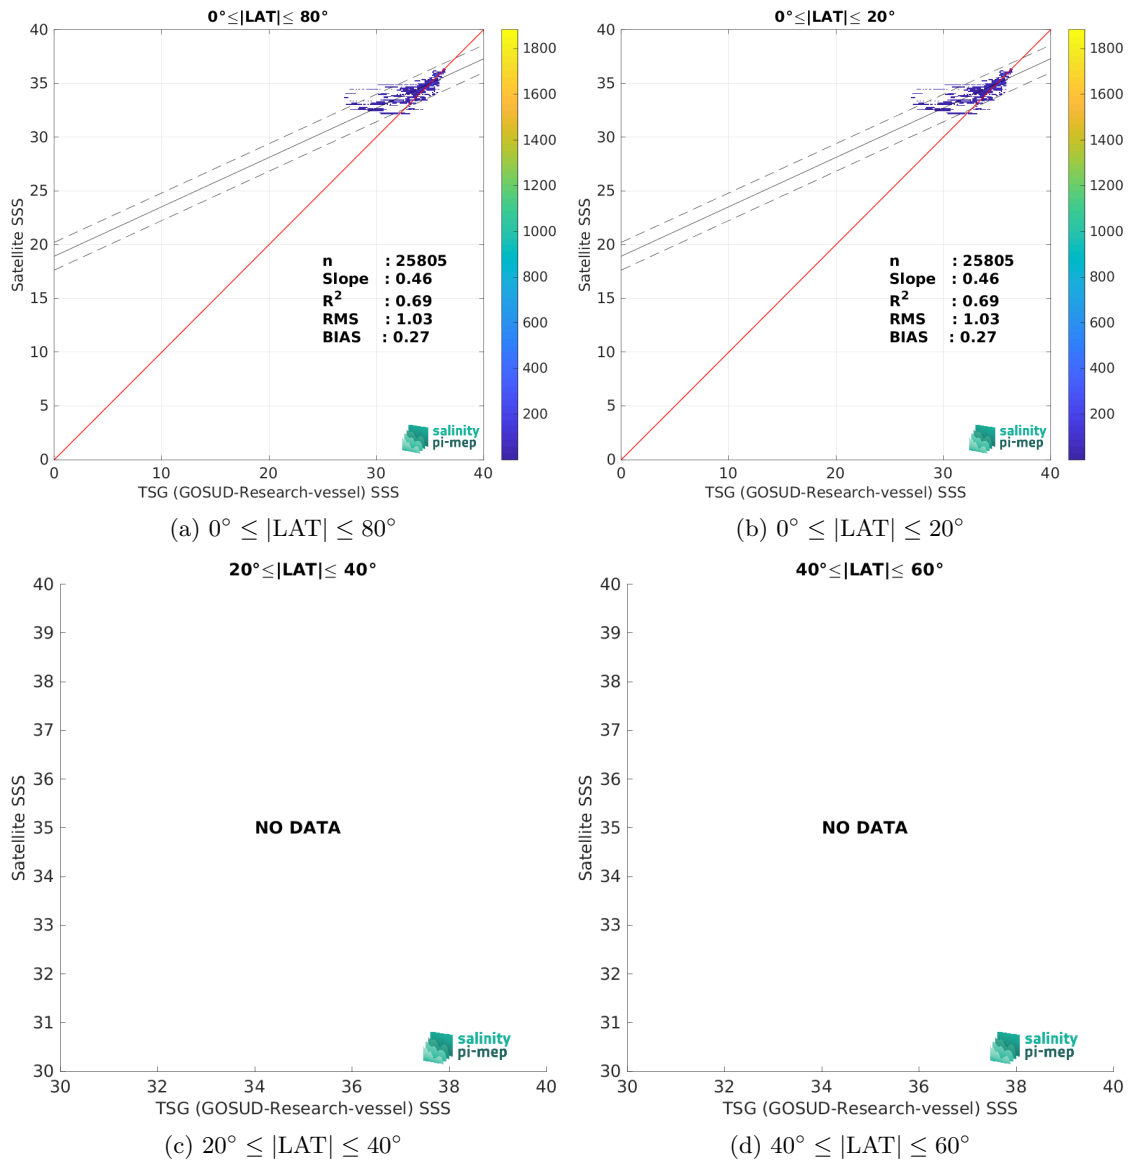 0°≤|LAT|≤ 80°
40
35
30
25
20
15
10
5
0
Satellite SSS
n : 25805
Slope : 0.46
R² : 0.69
RMS : 1.03
BIAS : 0.27
salinity
pi-mep
0 10 20 30 40
TSG (GOSUD-Research-vessel) SSS
1800
1600
1400
1200
1000
800
600
400
200
(a) 0° ≤ |LAT| ≤ 80°
0°≤|LAT|≤ 20°
40
35
30
25
20
15
10
5
0
Satellite SSS
n : 25805
Slope : 0.46
R² : 0.69
RMS : 1.03
BIAS : 0.27
salinity
pi-mep
0 10 20 30 40
TSG (GOSUD-Research-vessel) SSS
1800
1600
1400
1200
1000
800
600
400
200
(b) 0° ≤ |LAT| ≤ 20°
20°≤|LAT|≤ 40°
40
39
38
37
36
35
34
33
32
31
30
Satellite SSS
NO DATA
salinity
pi-mep
30 32 34 36 38 40
TSG (GOSUD-Research-vessel) SSS
(c) 20° ≤ |LAT| ≤ 40°
40°≤|LAT|≤ 60°
40
39
38
37
36
35
34
33
32
31
30
Satellite SSS
NO DATA
salinity
pi-mep
30 32 34 36 38 40
TSG (GOSUD-Research-vessel) SSS
(d) 40° ≤ |LAT| ≤ 60°